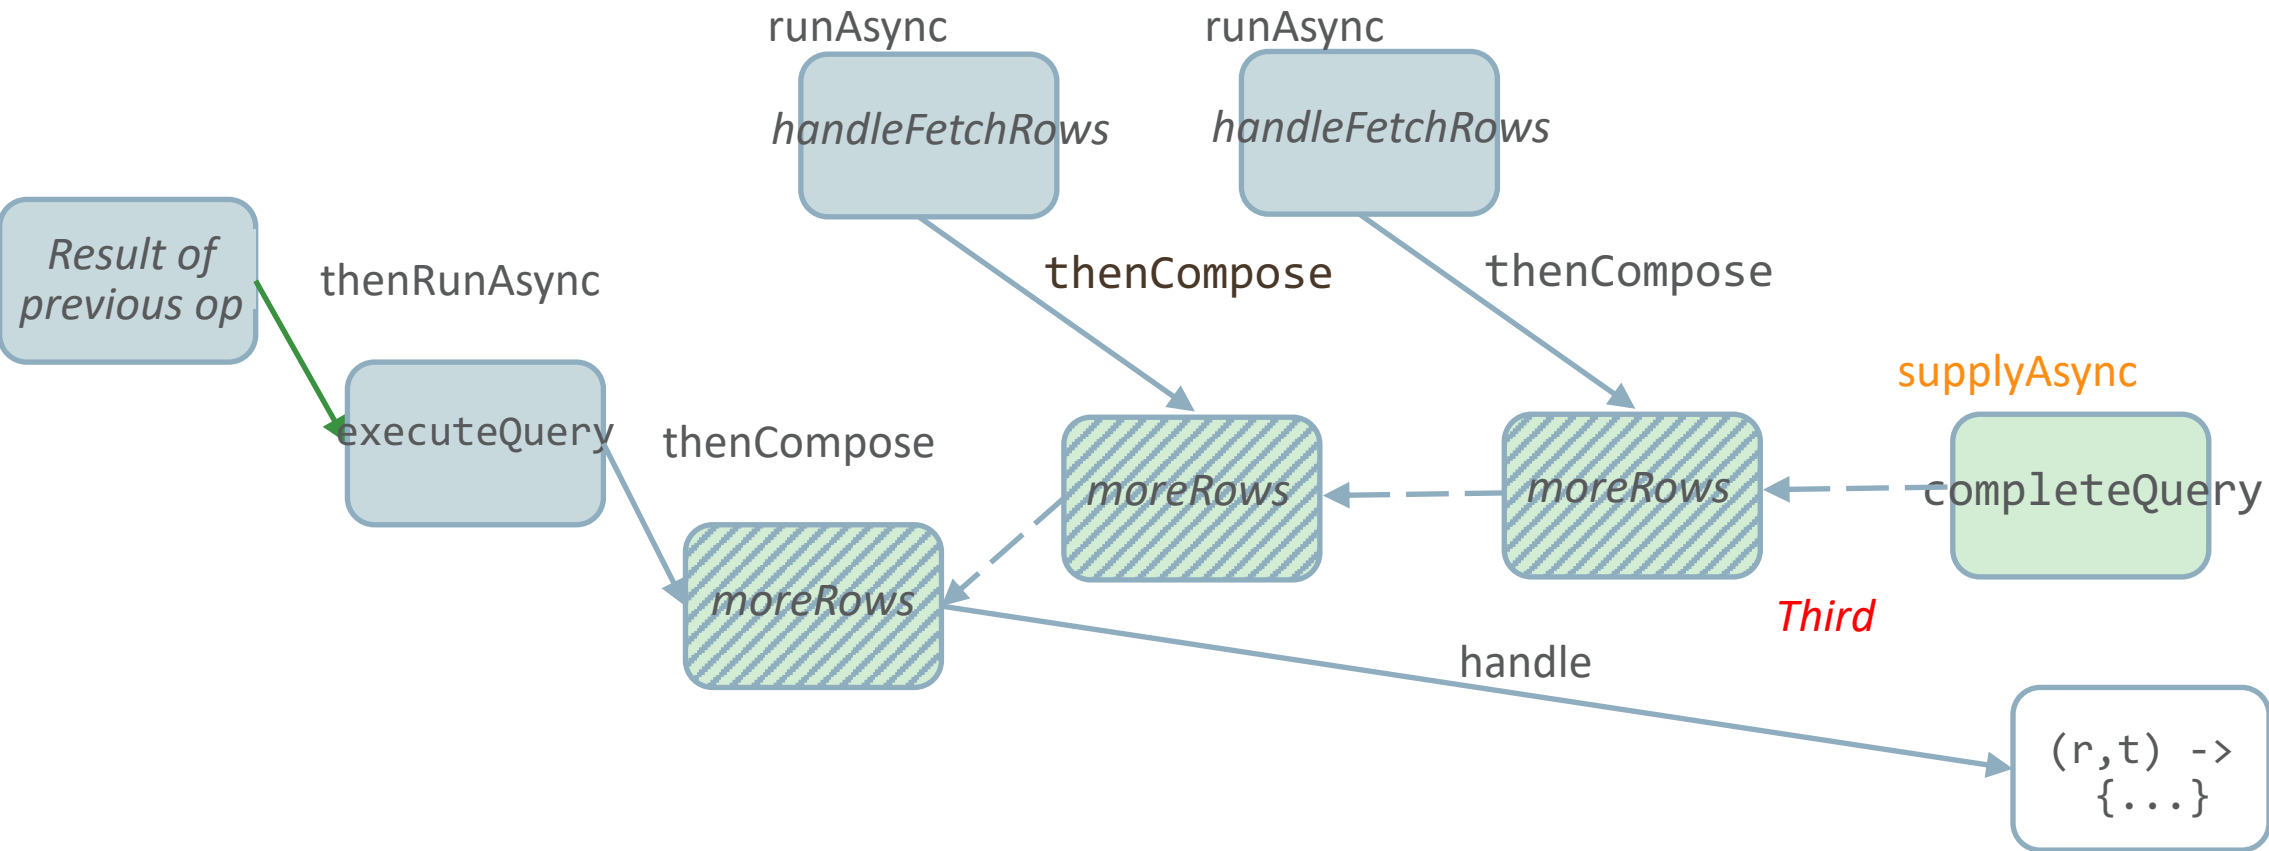 runAsync
runAsync
handleFetchRows
handleFetchRows
Result of
previous op
thenRunAsync
thenCompose
thenCompose
supplyAsync
executeQuery
thenCompose
moreRows
moreRows
completeQuery
moreRows
Third
handle
(r,t) ->
{...}